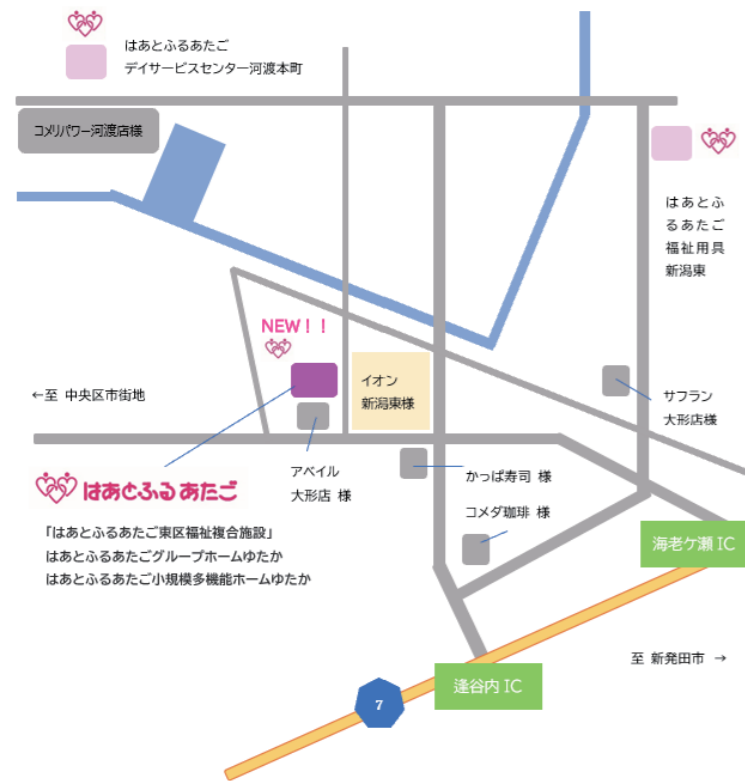 はあとふるあたご
デイサービスセンター河渡本町
コメリパワー河渡店様
はあとふ
るあたご
福祉用具
新潟東
NEW！！
イオン
新潟東様
←至 中央区市街地
サフラン
大形店様
アベイル
大形店 様
かっぱ寿司 様
コメダ珈琲 様
はあとふる あたご
「はあとふるあたご東区福祉複合施設」
はあとふるあたごグループホームゆたか
はあとふるあたご小規模多機能ホームゆたか
海老ケ瀬 IC
至 新発田市 →
逢谷内 IC
7